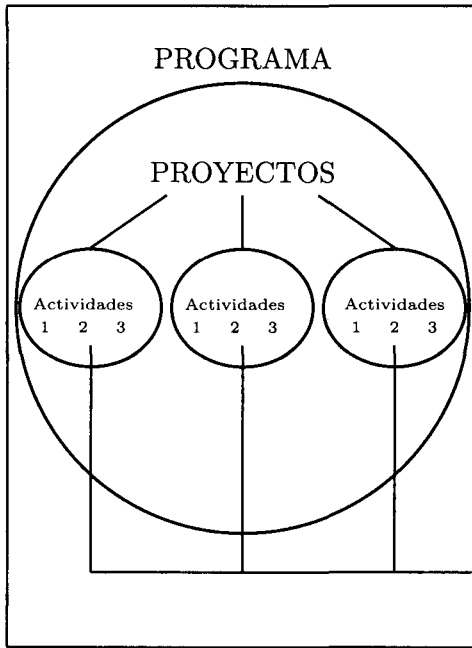 PROGRAMA
PROYECTOS
Actividades Actividades Actividades
1 2 3 1 2 3 1 2 3